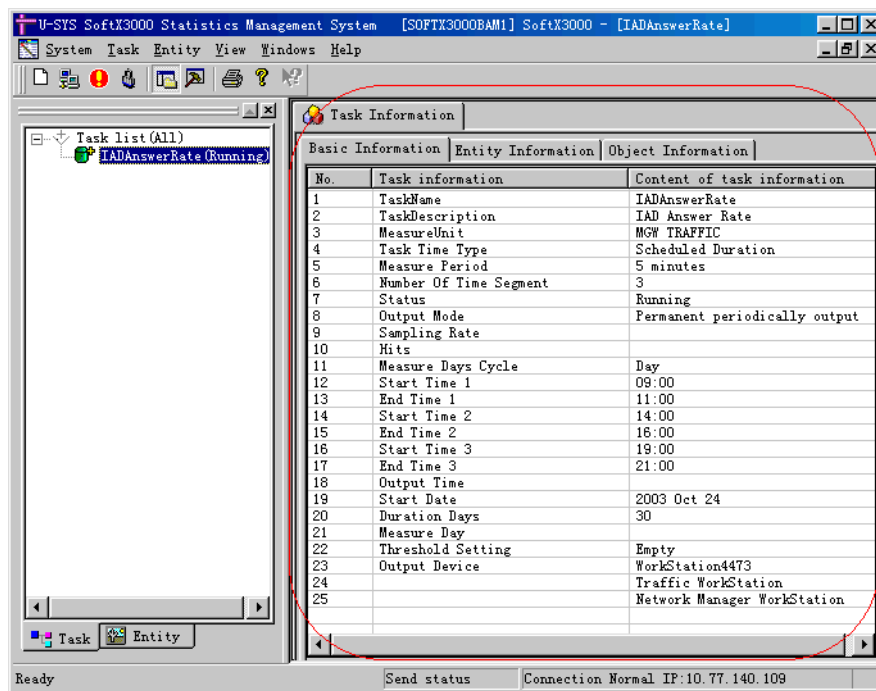 U-SYS SoftX3000 Statistics Management System [SOFTX3000BAM1] SoftX3000 - [IADAnswerRate]
System Task Entity View Windows Help
Task list(All)
IADAnswerRate(Running)
Task Entity
Task Information
Basic Information Entity Information Object Information
No. Task information Content of task information
1 TaskName IADAnswerRate
2 TaskDescription IAD Answer Rate
3 MeasureUnit MGW TRAFFIC
4 Task Time Type Scheduled Duration
5 Measure Period 5 minutes
6 Number Of Time Segment 3
7 Status Running
8 Output Mode Permanent periodically output
9 Sampling Rate
10 Hits
11 Measure Days Cycle Day
12 Start Time 1 09:00
13 End Time 1 11:00
14 Start Time 2 14:00
15 End Time 2 16:00
16 Start Time 3 19:00
17 End Time 3 21:00
18 Output Time
19 Start Date 2003 Oct 24
20 Duration Days 30
21 Measure Day
22 Threshold Setting Empty
23 Output Device WorkStation4473
24 Traffic WorkStation
25 Network Manager WorkStation
Ready Send status Connection Normal IP:10.77.140.109